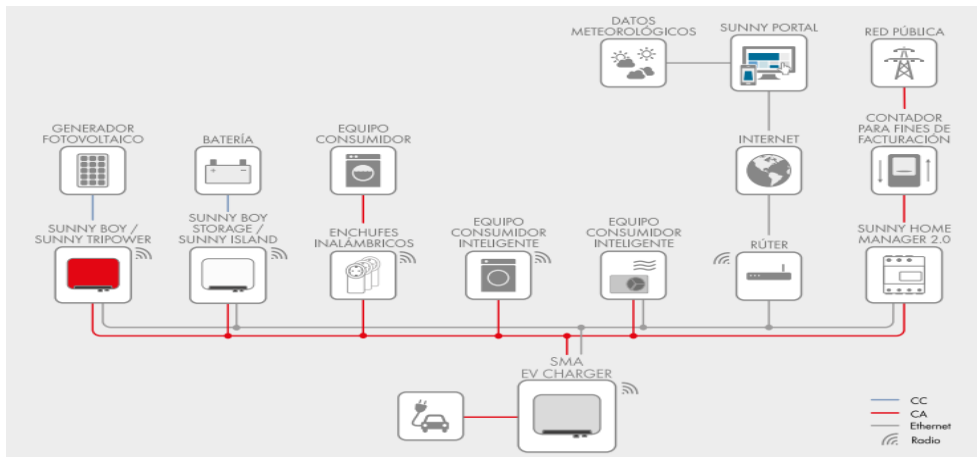 DATOS
METEOROLÓGICOS
SUNNY PORTAL
RED PÚBLICA
GENERADOR
FOTOVOLTAICO
BATERÍA
EQUIPO
CONSUMIDOR
INTERNET
CONTADOR
PARA FINES DE
FACTURACIÓN
SUNNY BOY /
SUNNY TRIPOWER
SUNNY BOY
STORAGE /
SUNNY ISLAND
ENCHUFES
INALÁMBRICOS
EQUIPO
CONSUMIDOR
INTELIGENTE
EQUIPO
CONSUMIDOR
INTELIGENTE
RÚTER
SUNNY HOME
MANAGER 2.0
SMA
EV CHARGER
CC
CA
Ethernet
Radio